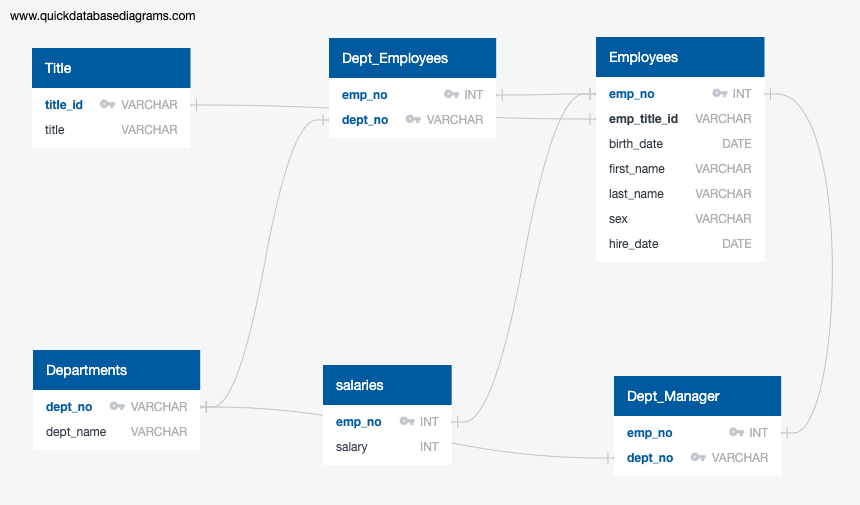 www.quickdatabasediagrams.com
Title
title_id VARCHAR
title VARCHAR
Dept_Employees
emp_no INT
dept_no VARCHAR
Employees
emp_no INT
emp_title_id VARCHAR
birth_date DATE
first_name VARCHAR
last_name VARCHAR
sex VARCHAR
hire_date DATE
Departments
dept_no VARCHAR
dept_name VARCHAR
salaries
emp_no INT
salary INT
Dept_Manager
emp_no INT
dept_no VARCHAR